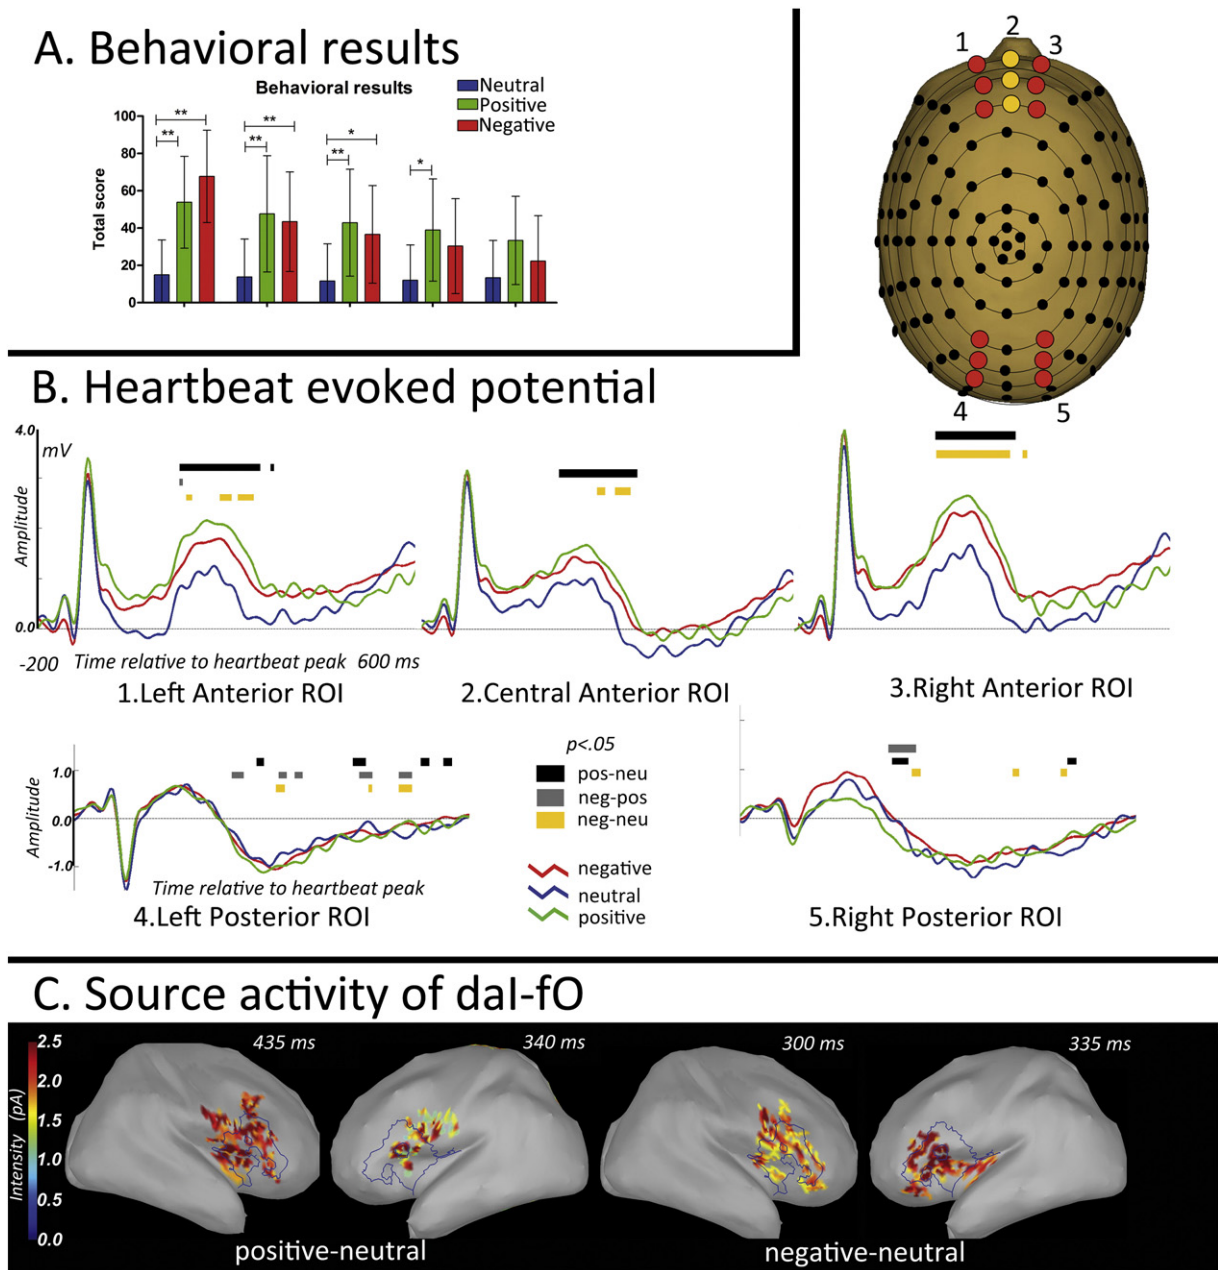 A. Behavioral results
Behavioral results
Neutral
Positive
Negative
Total score
100
80
60
40
20
0
**
**
**
**
*
**
*
1
2
3
4
5
B. Heartbeat evoked potential
4.0
mV
Amplitude
0.0
-200
Time relative to heartbeat peak 600 ms
1.Left Anterior ROI
2.Central Anterior ROI
3.Right Anterior ROI
1.0
0.0
-1.0
Amplitude
Time relative to heartbeat peak
4.Left Posterior ROI
p<.05
pos-neu
neg-pos
neg-neu
negative
neutral
positive
5.Right Posterior ROI
C. Source activity of daI-fO
2.5
2.0
1.5
1.0
0.5
0.0
Intensity (pA)
435 ms
340 ms
300 ms
335 ms
positive-neutral
negative-neutral